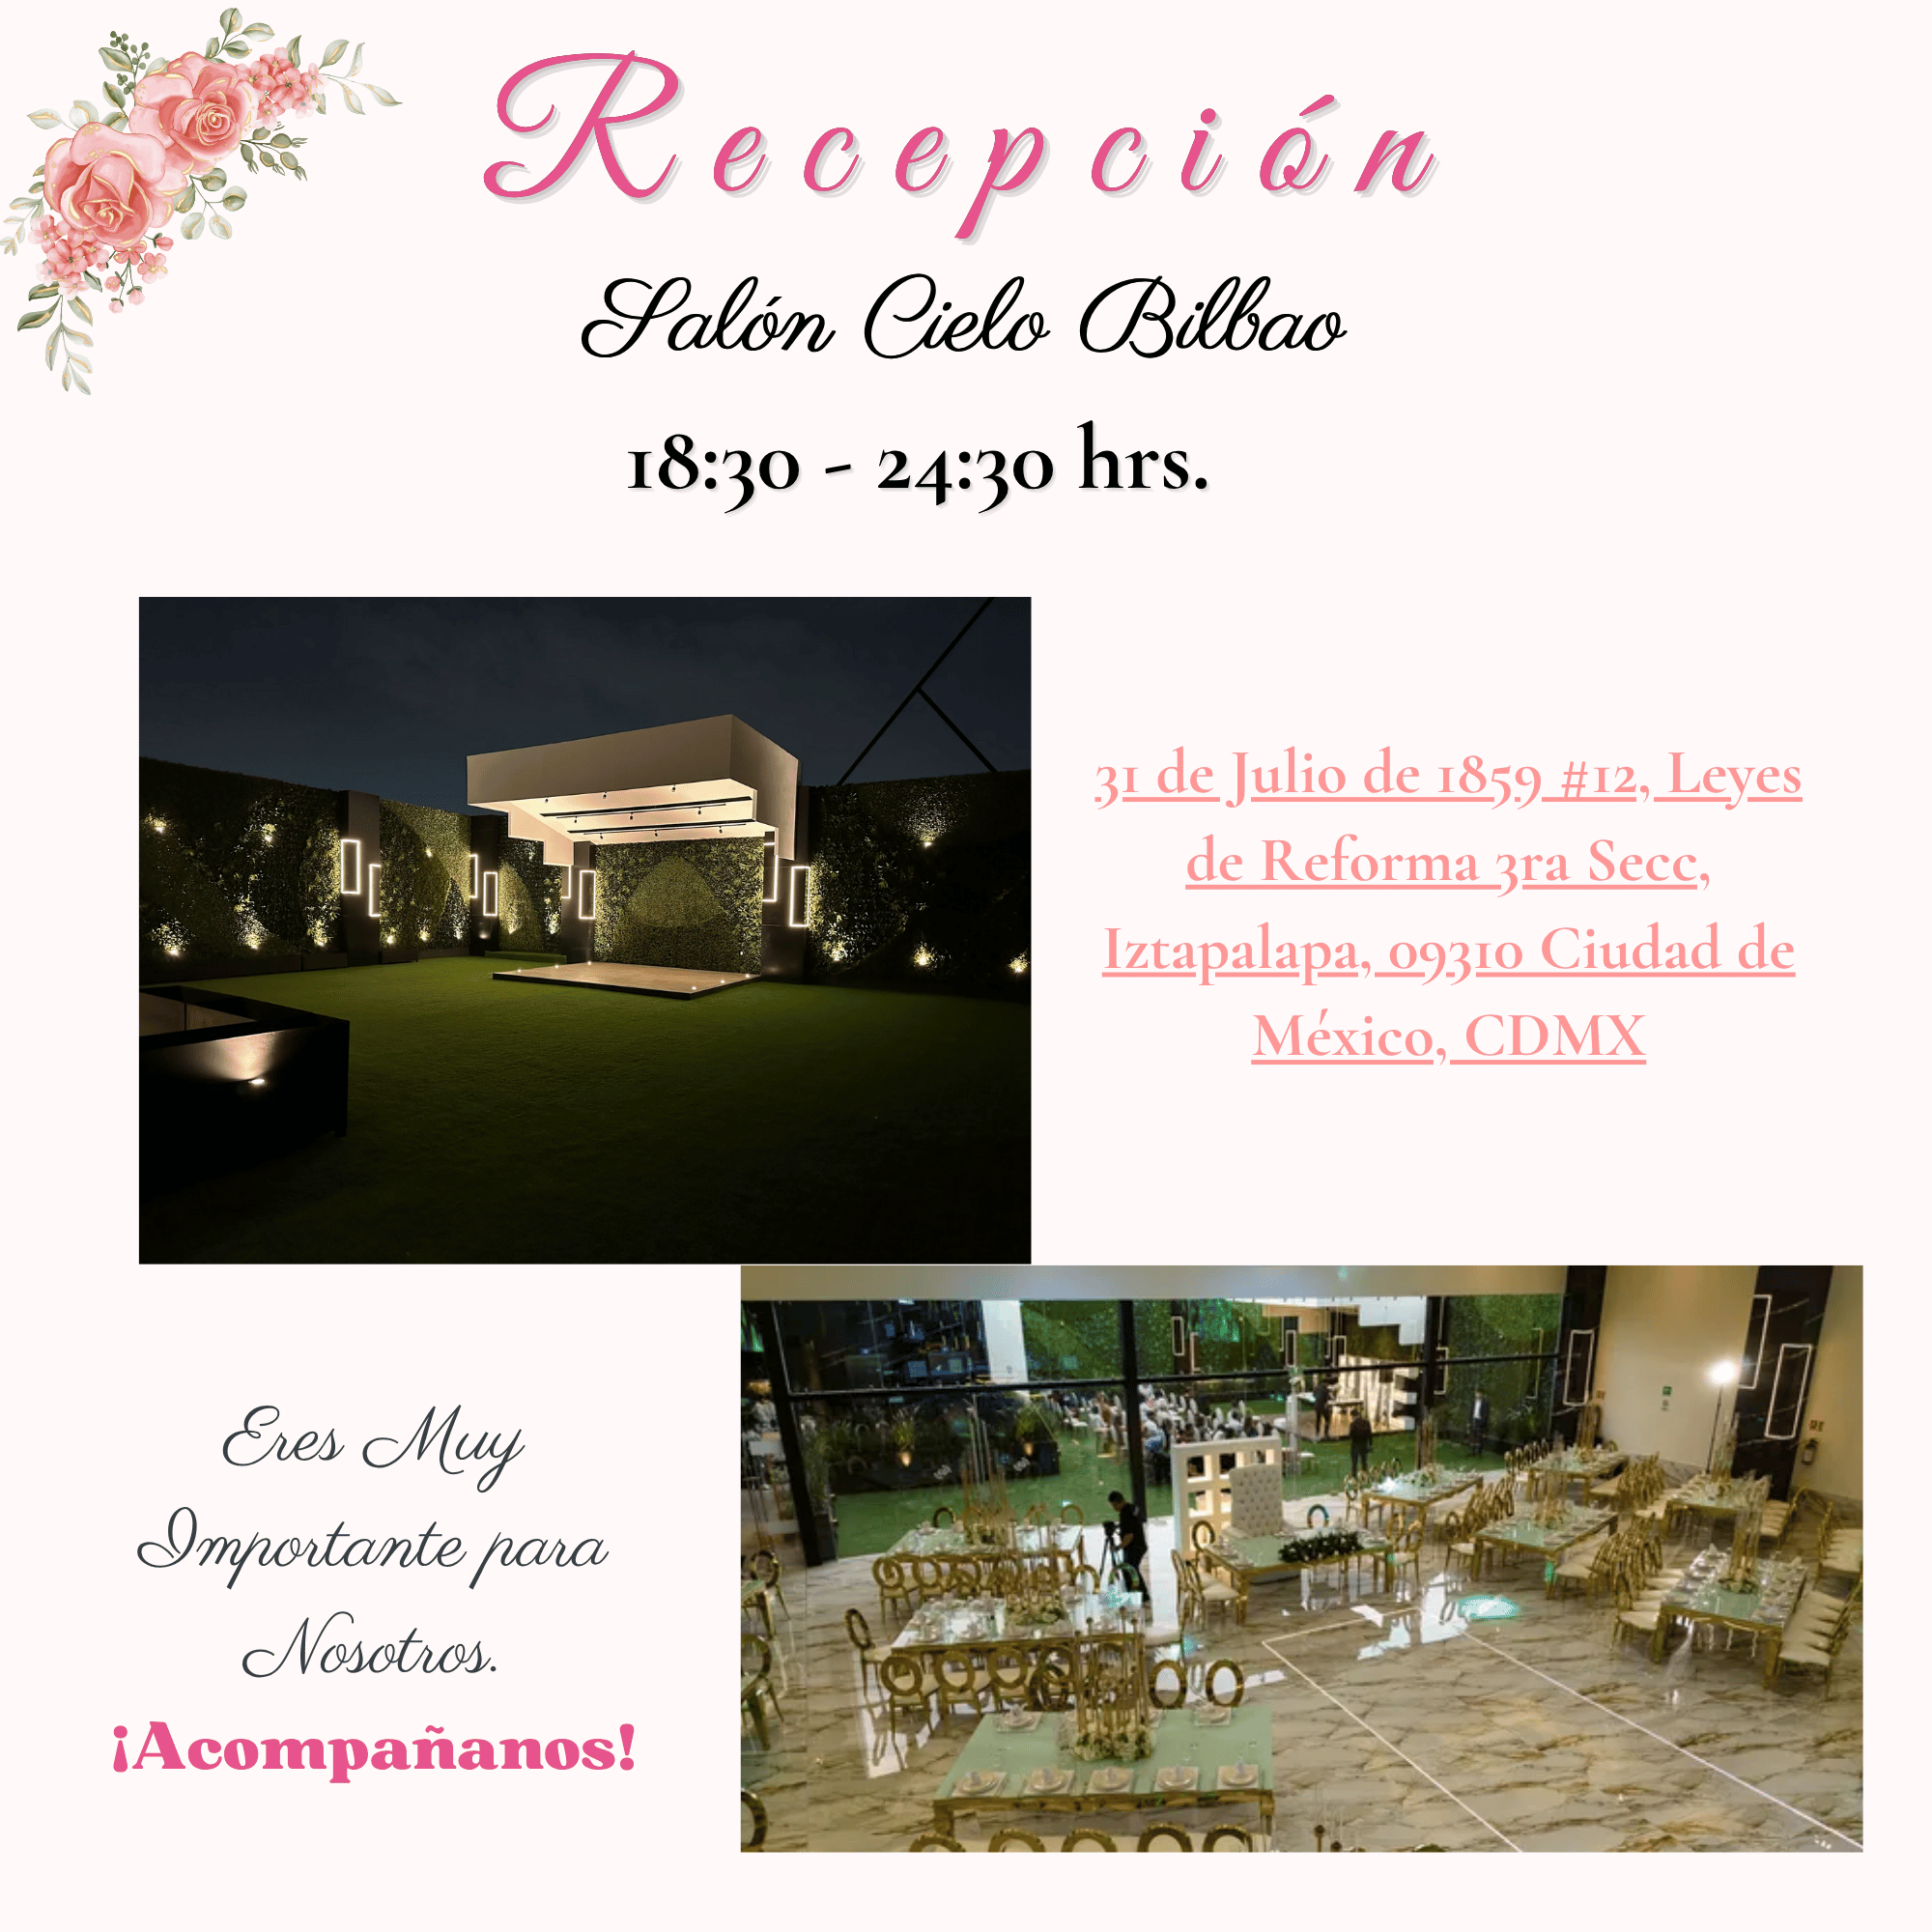 Recepción
Salón Cielo Bilbao
18:30 - 24:30 hrs.
31 de Julio de 1859 #12, Leyes
de Reforma 3ra Secc,
Iztapalapa, 09310 Ciudad de
México, CDMX
Eres Muy
Importante para
Nosotros.
¡Acompañanos!